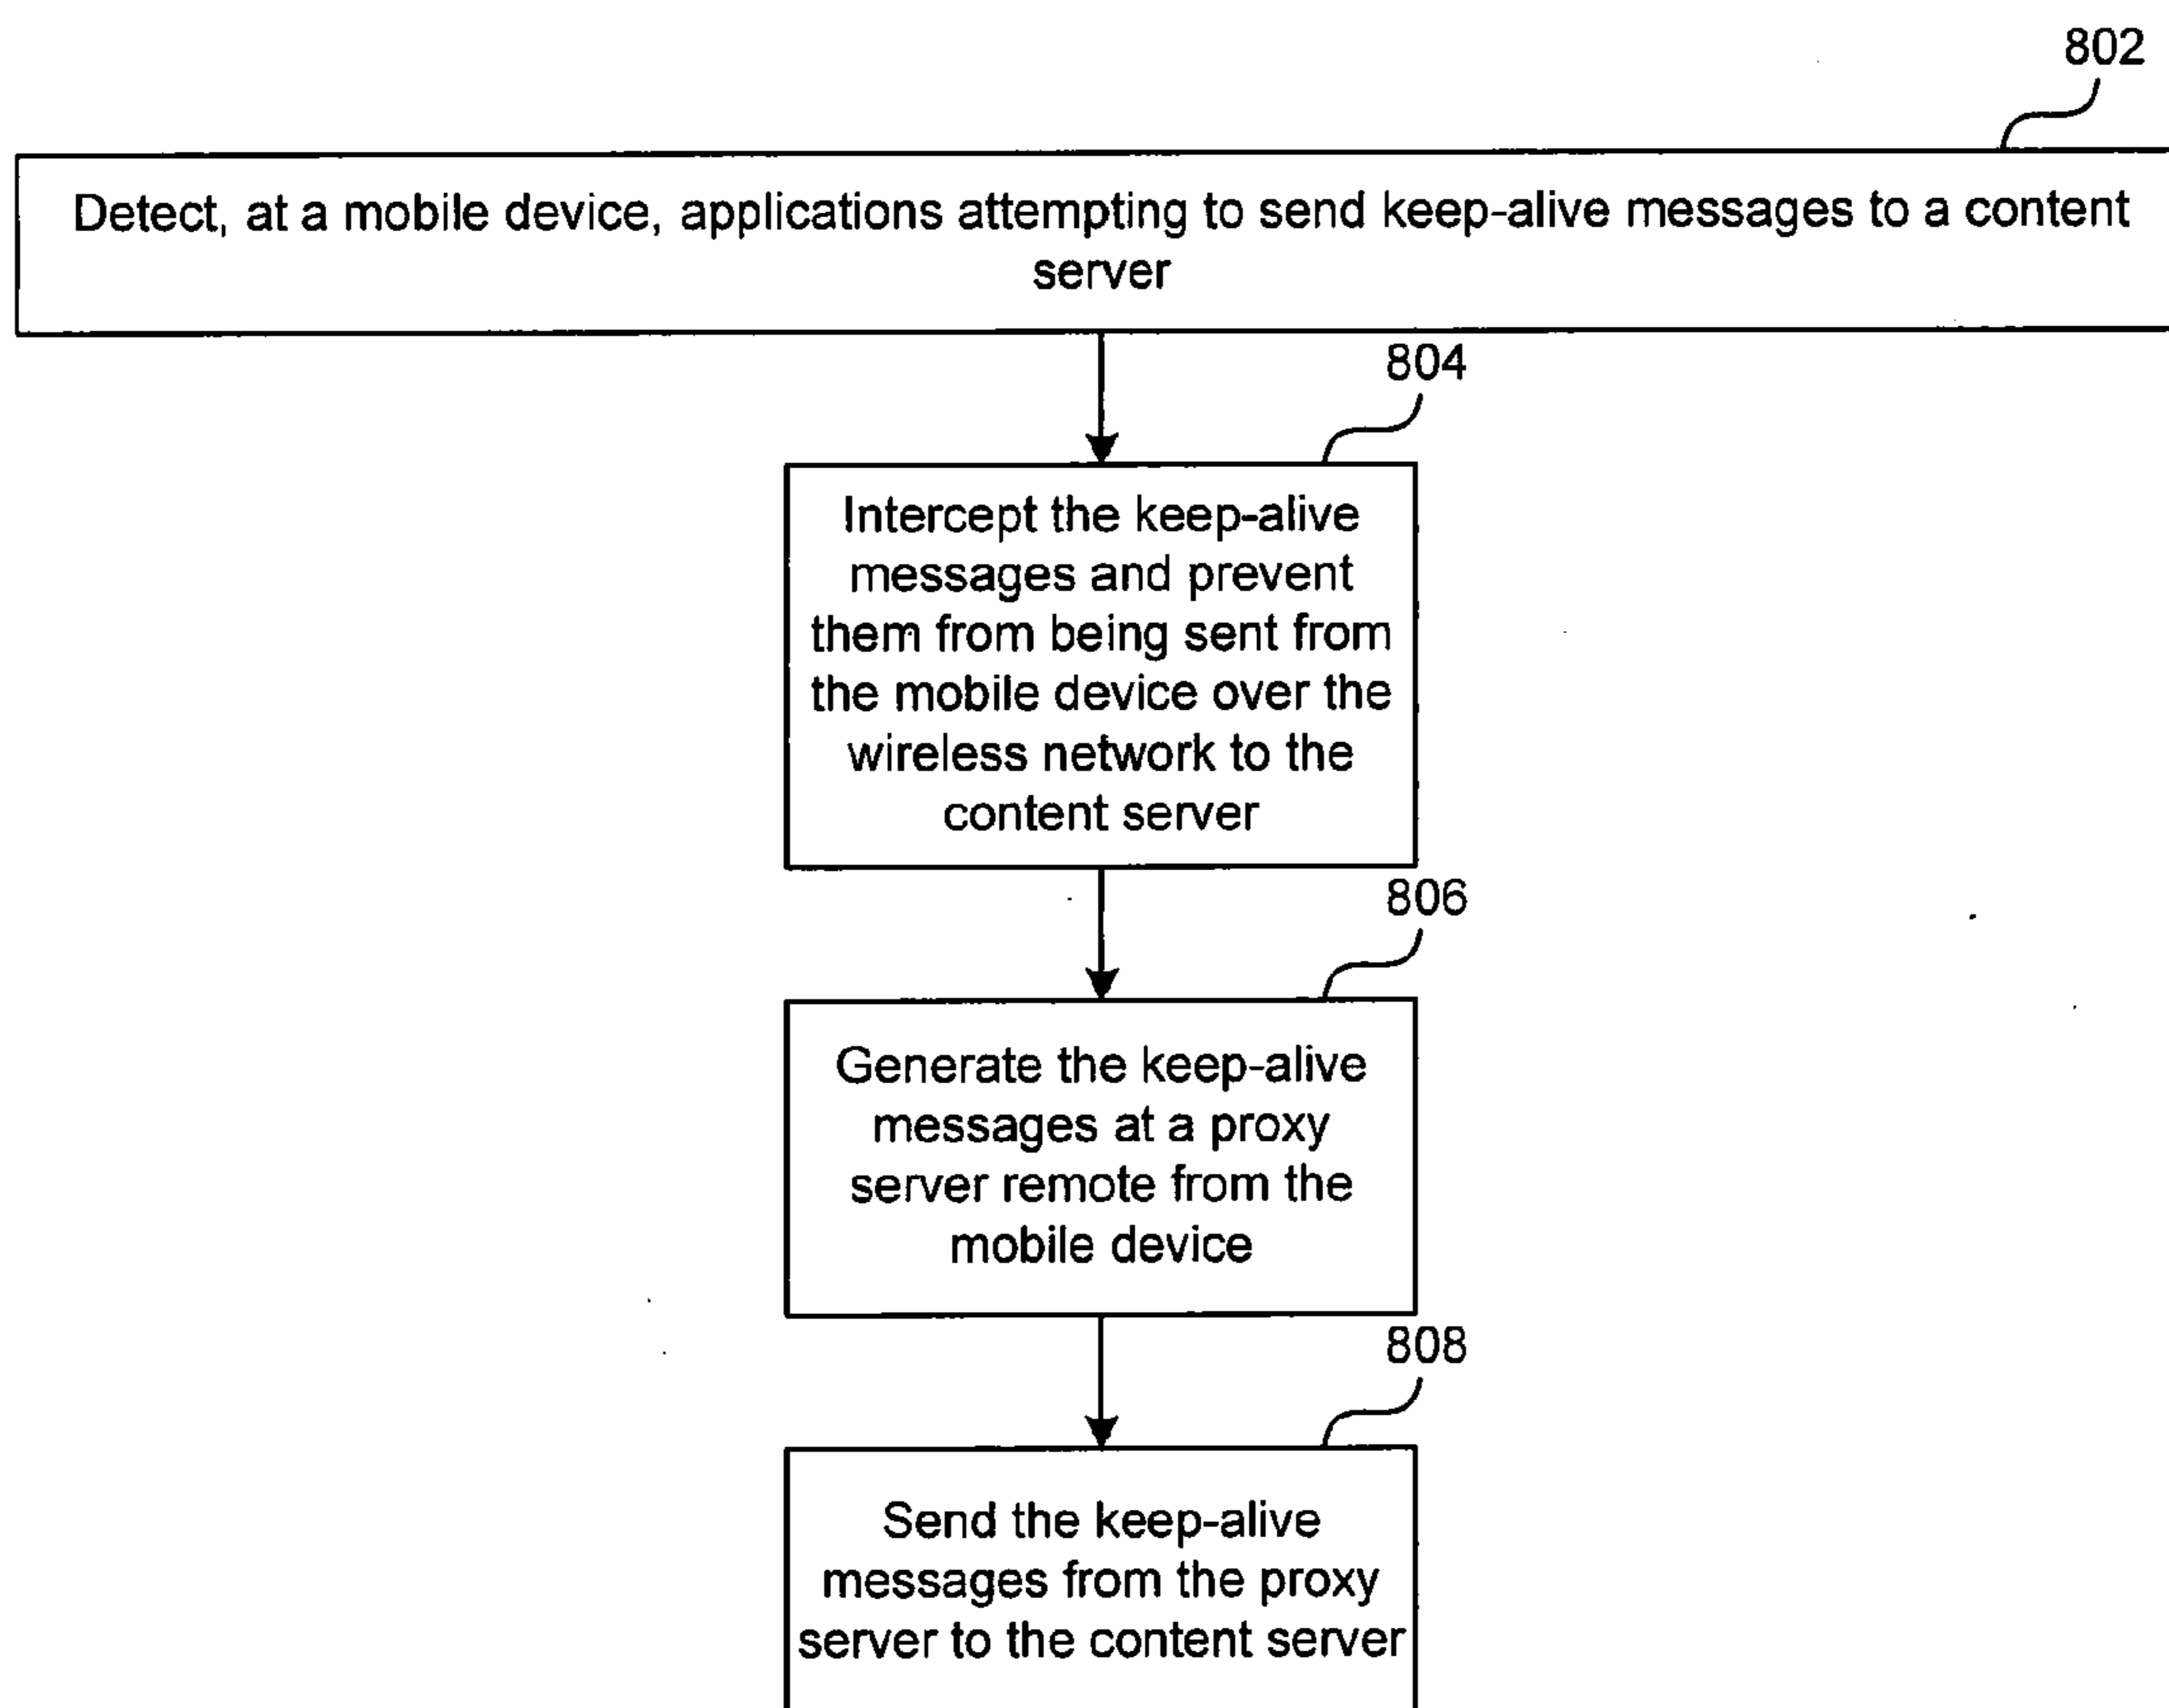 802
Detect, at a mobile device, applications attempting to send keep-alive messages to a content
server
804
Intercept the keep-alive
messages and prevent
them from being sent from
the mobile device over the
wireless network to the
content server
806
Generate the keep-alive
messages at a proxy
server remote from the
mobile device
808
Send the keep-alive
messages from the proxy
server to the content server